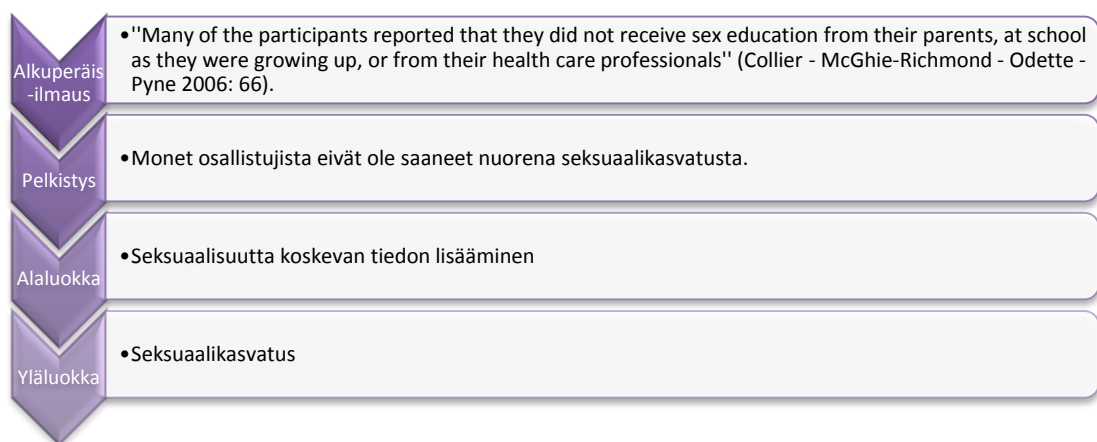 Alkuperäis
-ilmaus
•''Many of the participants reported that they did not receive sex education from their parents, at school
as they were growing up, or from their health care professionals'' (Collier - McGhie-Richmond - Odette -
Pyne 2006: 66).
Pelkistys
•Monet osallistujista eivät ole saaneet nuorena seksuaalikasvatusta.
Alaluokka
•Seksuaalisuutta koskevan tiedon lisääminen
Yläluokka
•Seksuaalikasvatus